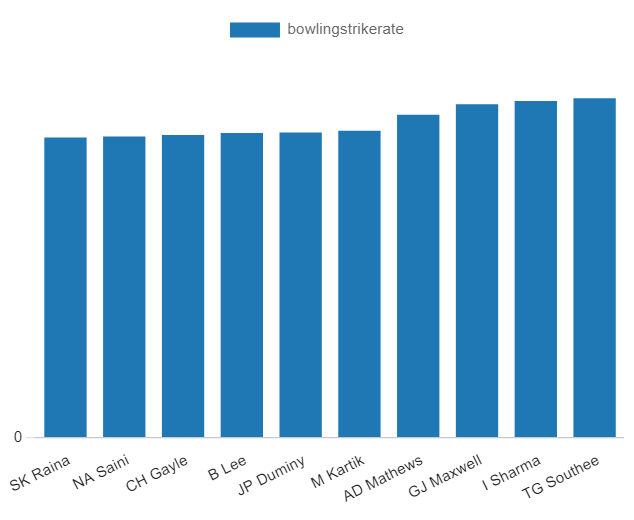 bowlingstrikerate
0
SK Raina
NA Saini
CH Gayle
B Lee
JP Duminy
M Kartik
AD Mathews
GJ Maxwell
I Sharma
TG Southee